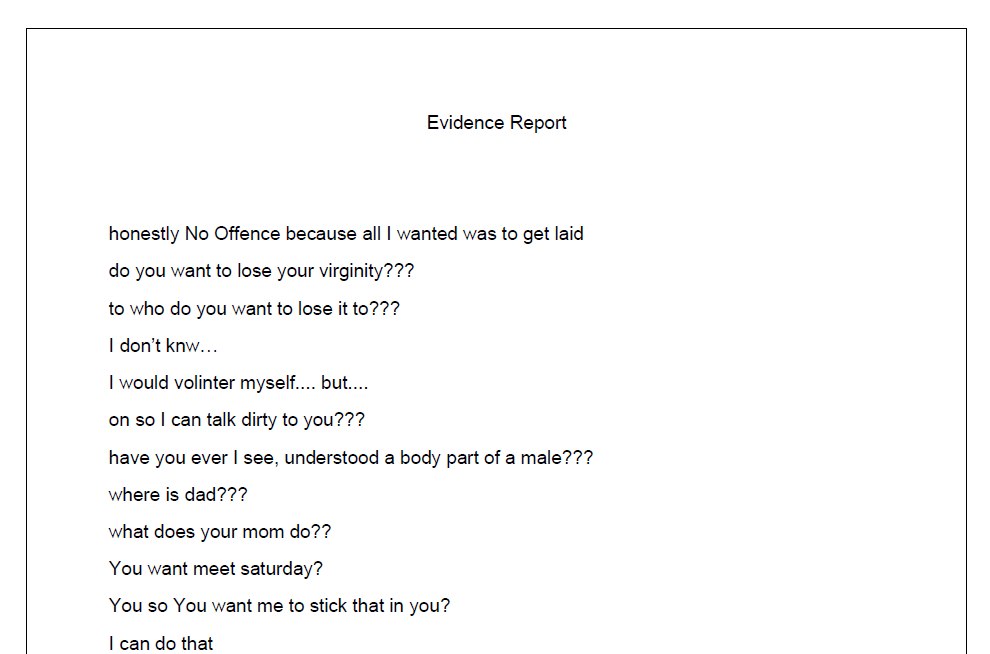 Evidence Report
honestly No Offence because all I wanted was to get laid
do you want to lose your virginity???
to who do you want to lose it to???
I don’t knw…
I would volinter myself.... but....
on so I can talk dirty to you???
have you ever I see, understood a body part of a male???
where is dad???
what does your mom do??
You want meet saturday?
You so You want me to stick that in you?
I can do that